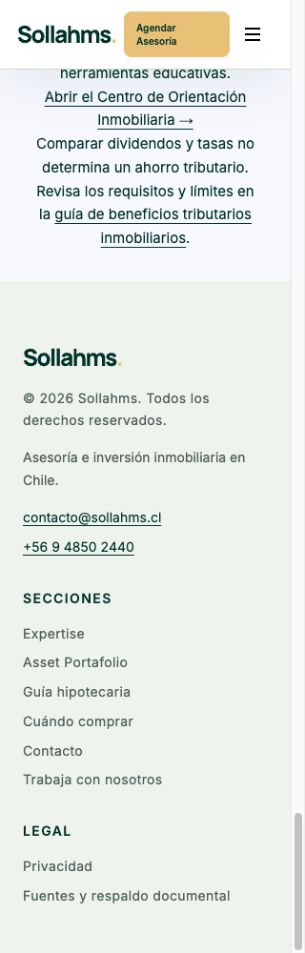 Sollahms.
Agendar
Asesoría
herramientas educativas.
Abrir el Centro de Orientación
Inmobiliaria →
Comparar dividendos y tasas no
determina un ahorro tributario.
Revisa los requisitos y límites en
la guía de beneficios tributarios
inmobiliarios.
Sollahms.
© 2026 Sollahms. Todos los
derechos reservados.
Asesoría e inversión inmobiliaria en
Chile.
contacto@sollahms.cl
+56 9 4850 2440
SECCIONES
Expertise
Asset Portafolio
Guía hipotecaria
Cuándo comprar
Contacto
Trabaja con nosotros
LEGAL
Privacidad
Fuentes y respaldo documental